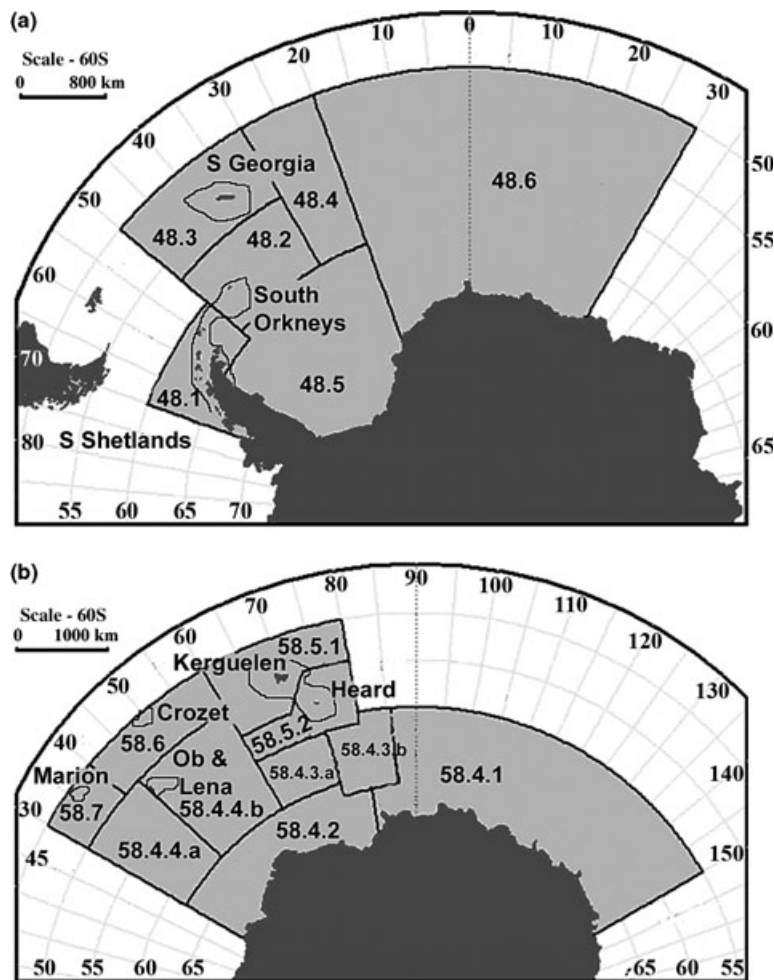 (a)
Scale - 60S
0 800 km
40
30
20
10
0
10
20
30
50
60
70
80
55
60
65
70
50
55
60
65
S Georgia
48.3
48.2
48.4
48.6
South
Orkneys
48.1
48.5
S Shetlands
(b)
Scale - 60S
0 1000 km
30
40
50
60
70
80
90
100
110
120
130
140
150
45
50
55
60
65
65
60
55
58.5.1
Kerguelen
Heard
Crozet
58.6
58.5.2
58.4.3.b
Ob &
Lena
58.4.3.a
58.4.1
Marion
58.7
58.4.4.b
58.4.2
58.4.4.a